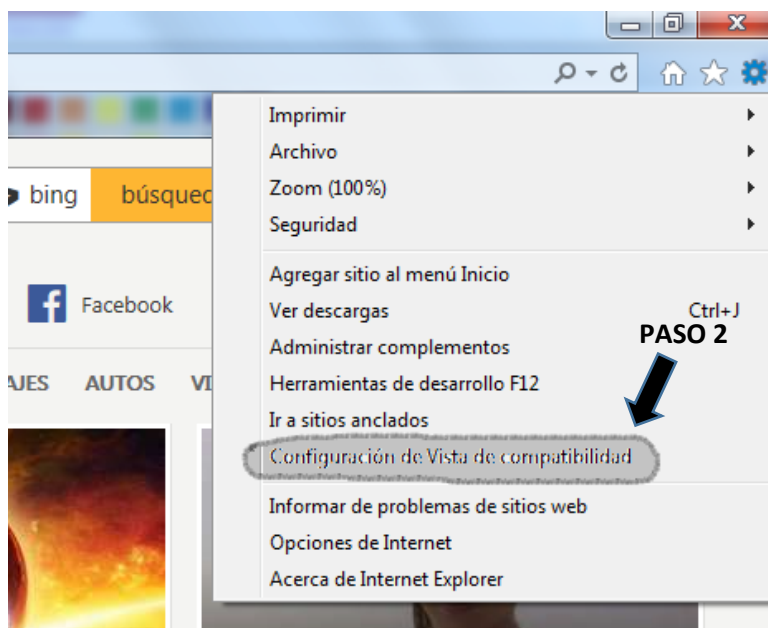 Imprimir
Archivo
bing
Zoom (100%)
búsqued
Seguridad
Agregar sitio al menú Inicio
Facebook
Ver descargas Ctrl+J
PASO 2
Administrar complementos
AJES AUTOS VI
Herramientas de desarrollo F12
Ir a sitios anclados
Configuración de Vista de compatibilidad
Informar de problemas de sitios web
Opciones de Internet
Acerca de Internet Explorer